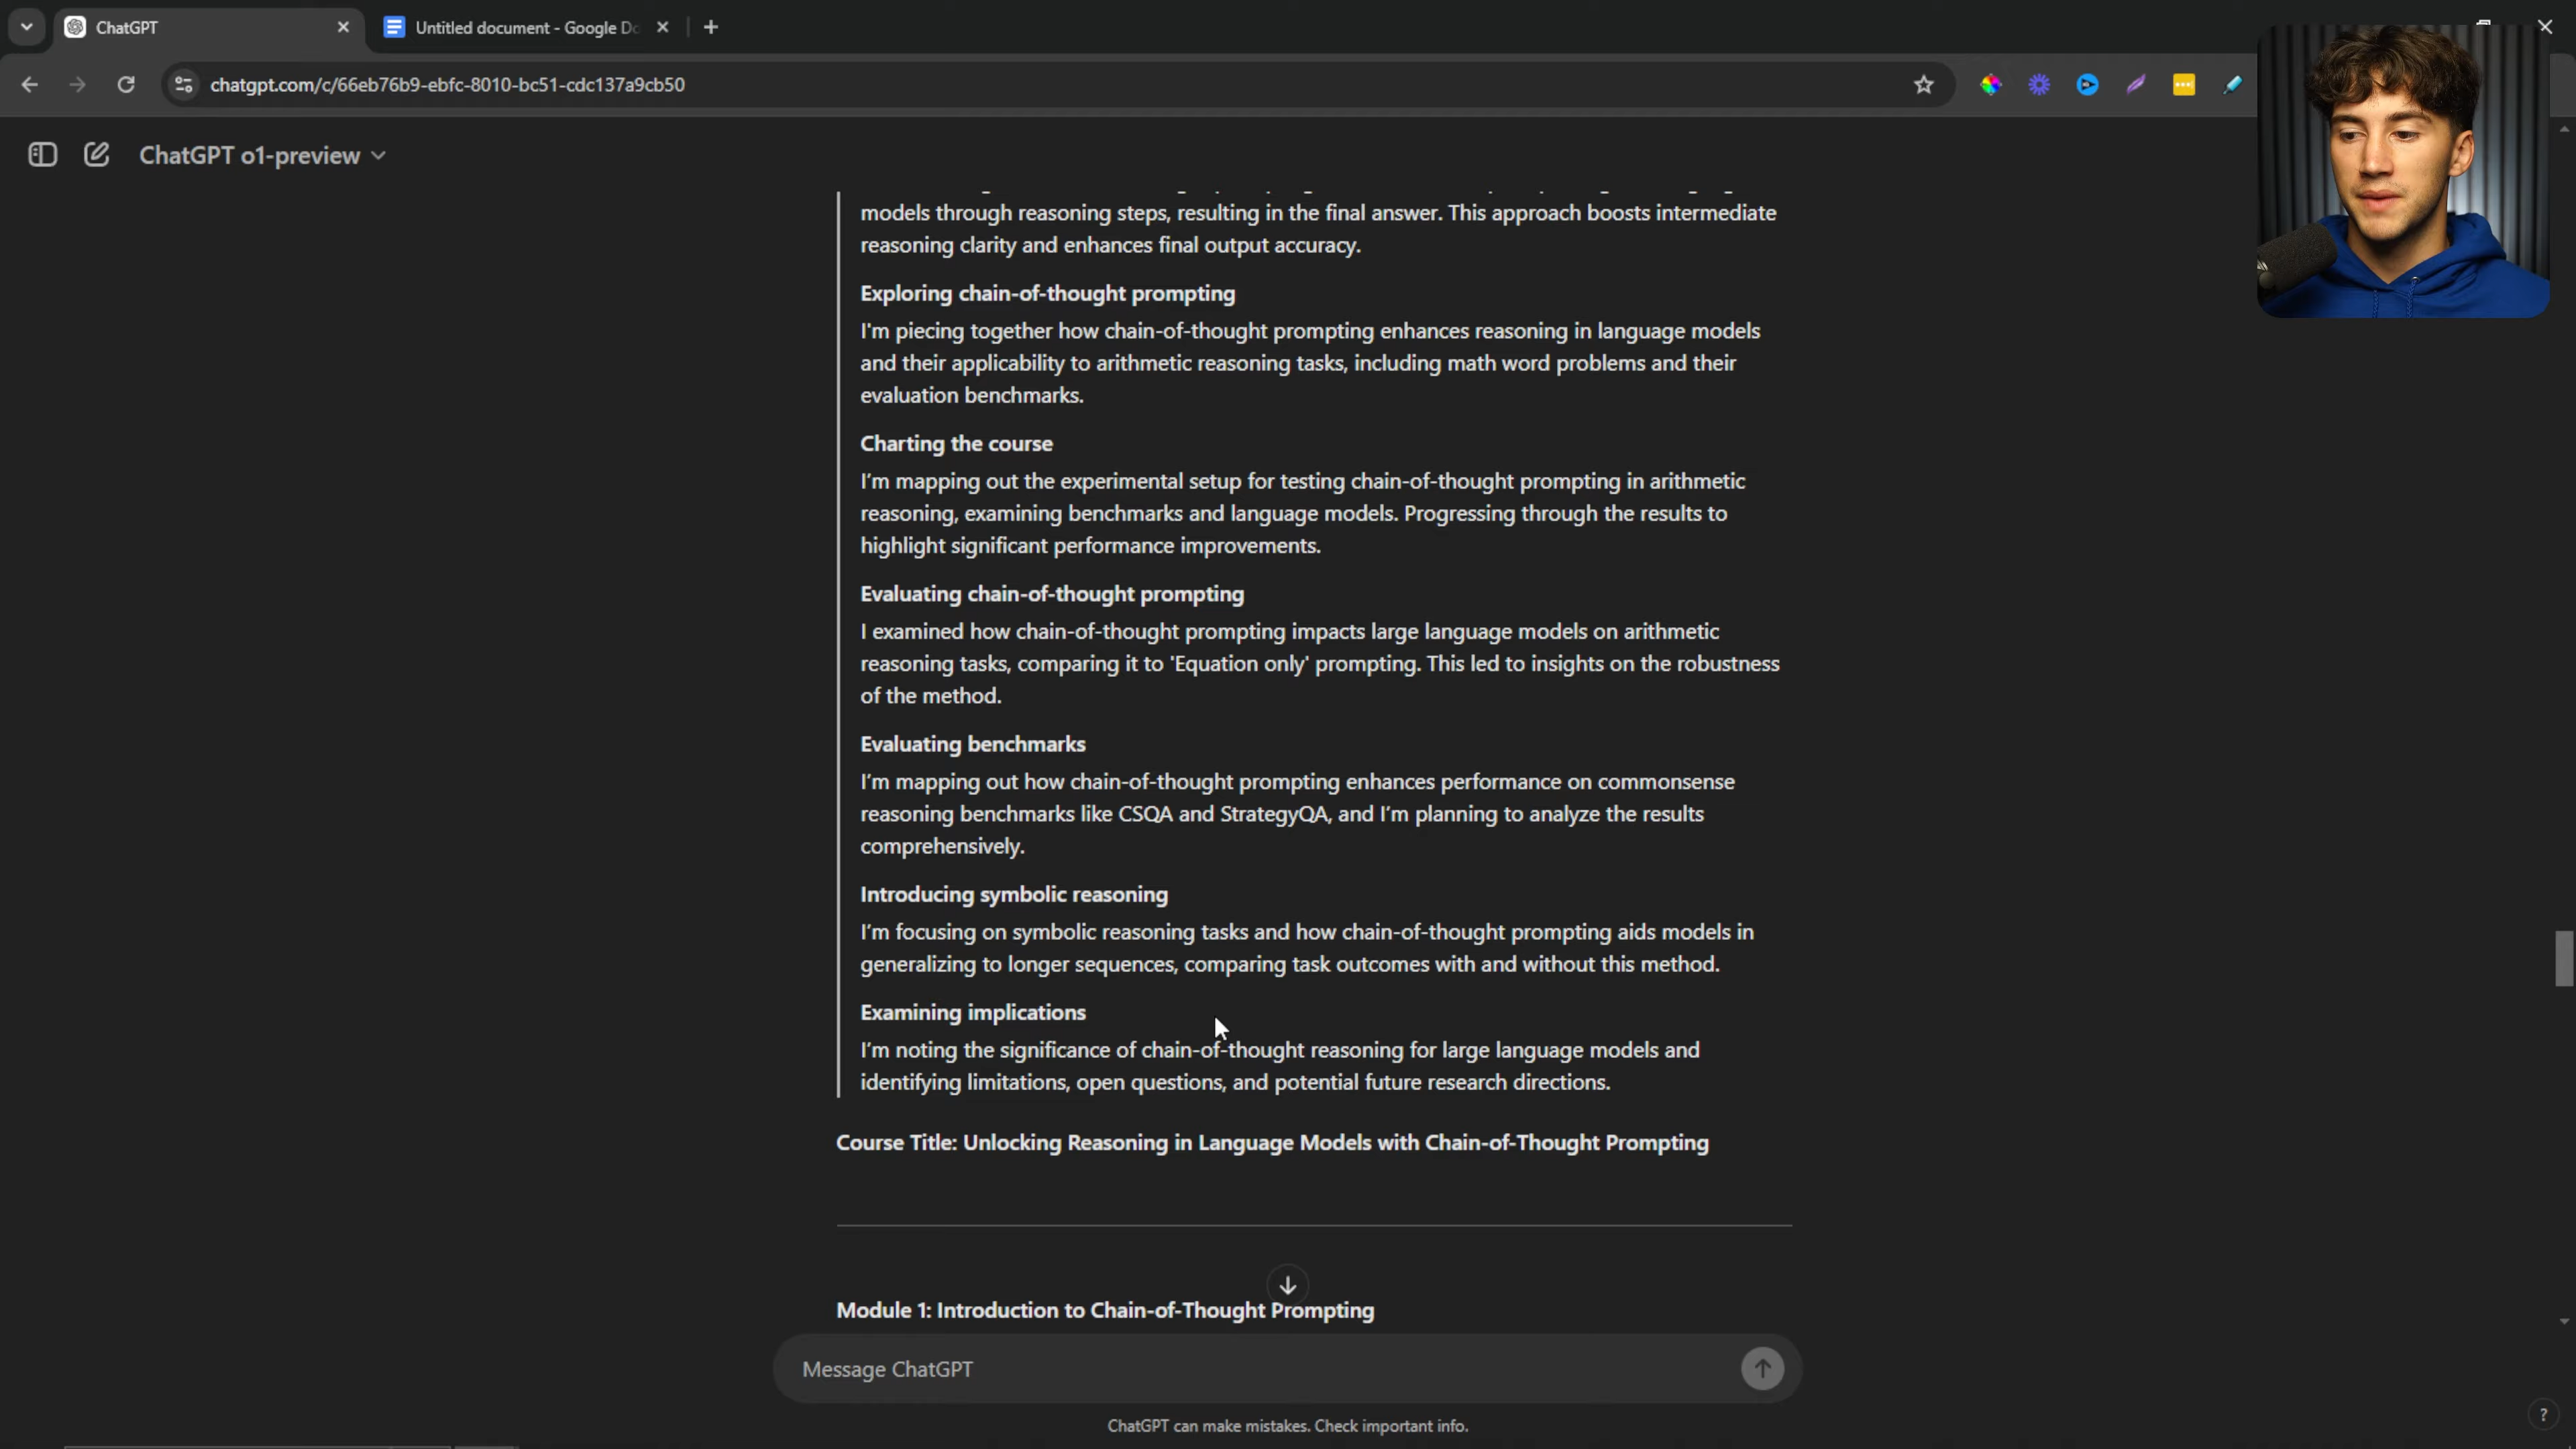 ChatGPT
Untitled document - Google Do
chatgpt.com/c/66eb76b9-ebfc-8010-bc51-cdc137a9cb50
ChatGPT o1-preview
models through reasoning steps, resulting in the final answer. This approach boosts intermediate
reasoning clarity and enhances final output accuracy.
Exploring chain-of-thought prompting
I'm piecing together how chain-of-thought prompting enhances reasoning in language models
and their applicability to arithmetic reasoning tasks, including math word problems and their
evaluation benchmarks.
Charting the course
I'm mapping out the experimental setup for testing chain-of-thought prompting in arithmetic
reasoning, examining benchmarks and language models. Progressing through the results to
highlight significant performance improvements.
Evaluating chain-of-thought prompting
I examined how chain-of-thought prompting impacts large language models on arithmetic
reasoning tasks, comparing it to 'Equation only' prompting. This led to insights on the robustness
of the method.
Evaluating benchmarks
I'm mapping out how chain-of-thought prompting enhances performance on commonsense
reasoning benchmarks like CSQA and StrategyQA, and I'm planning to analyze the results
comprehensively.
Introducing symbolic reasoning
I'm focusing on symbolic reasoning tasks and how chain-of-thought prompting aids models in
generalizing to longer sequences, comparing task outcomes with and without this method.
Examining implications
I'm noting the significance of chain-of-thought reasoning for large language models and
identifying limitations, open questions, and potential future research directions.
Course Title: Unlocking Reasoning in Language Models with Chain-of-Thought Prompting
Module 1: Introduction to Chain-of-Thought Prompting
Message ChatGPT
ChatGPT can make mistakes. Check important info.
?